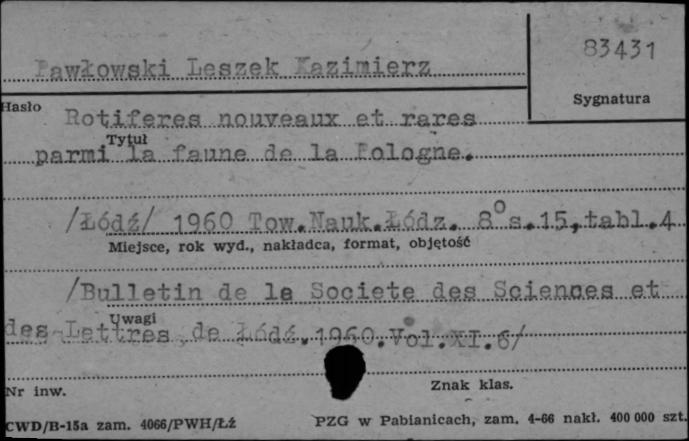 Pawłowski Leszek Kazimierz
83431
Sygnatura
Hasło
Rotiferes nouveaux et rares
Tytuł
parmi la faune de la Pologne.
/Łódź/ 1960 Tow.Nauk.Łódz. 8° s.15,tabl.4
Miejsce, rok wyd., nakładca, format, objętość
/Bulletin de la Societe des Sciences et
Uwagi
des Lettres de Łódź.1960.Vol.XI.6/
Nr inw.
Znak klas.
CWD/B-15a zam. 4066/PWH/Łź
PZG w Pabianicach, zam. 4-66 nakł. 400 000 szt.